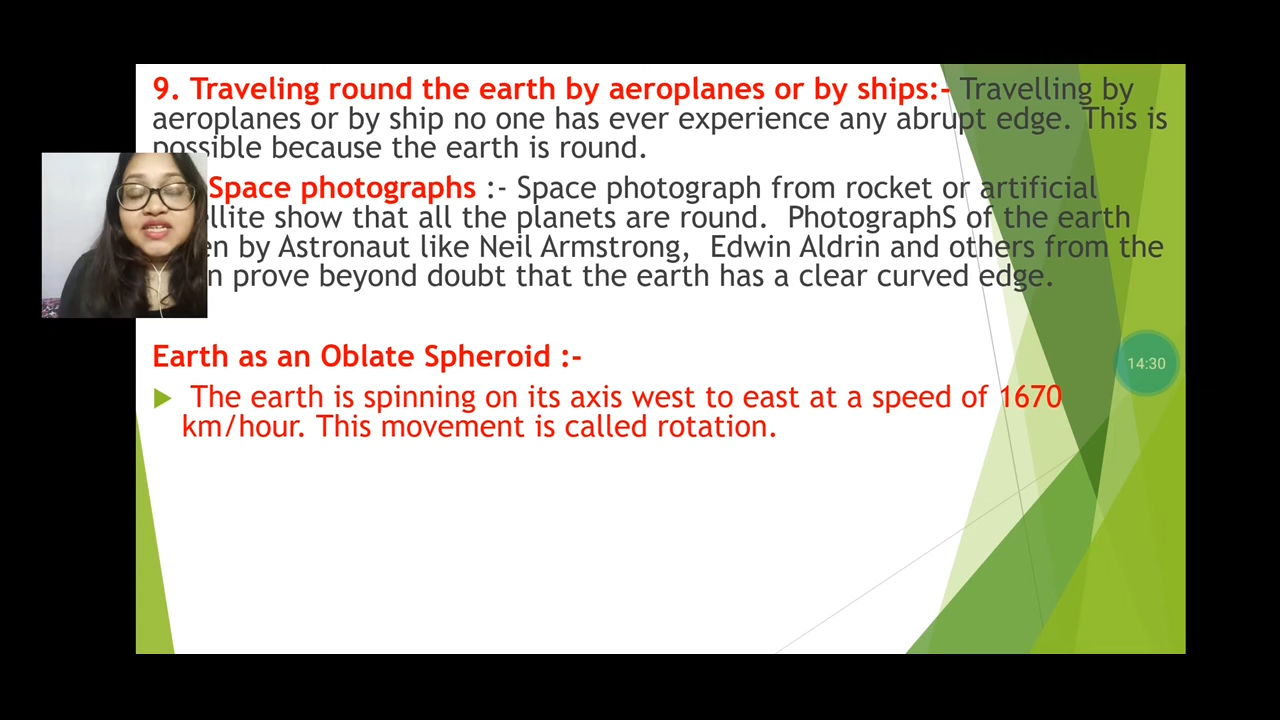 9. Traveling round the earth by aeroplanes or by ships:- Travelling by
aeroplanes or by ship no one has ever experience any abrupt edge. This is
possible because the earth is round.
Space photographs :- Space photograph from rocket or artificial
ellite show that all the planets are round. PhotographS of the earth
en by Astronaut like Neil Armstrong, Edwin Aldrin and others from the
n prove beyond doubt that the earth has a clear curved edge.
Earth as an Oblate Spheroid :-
14:30
The earth is spinning on its axis west to east at a speed of 1670
km/hour. This movement is called rotation.